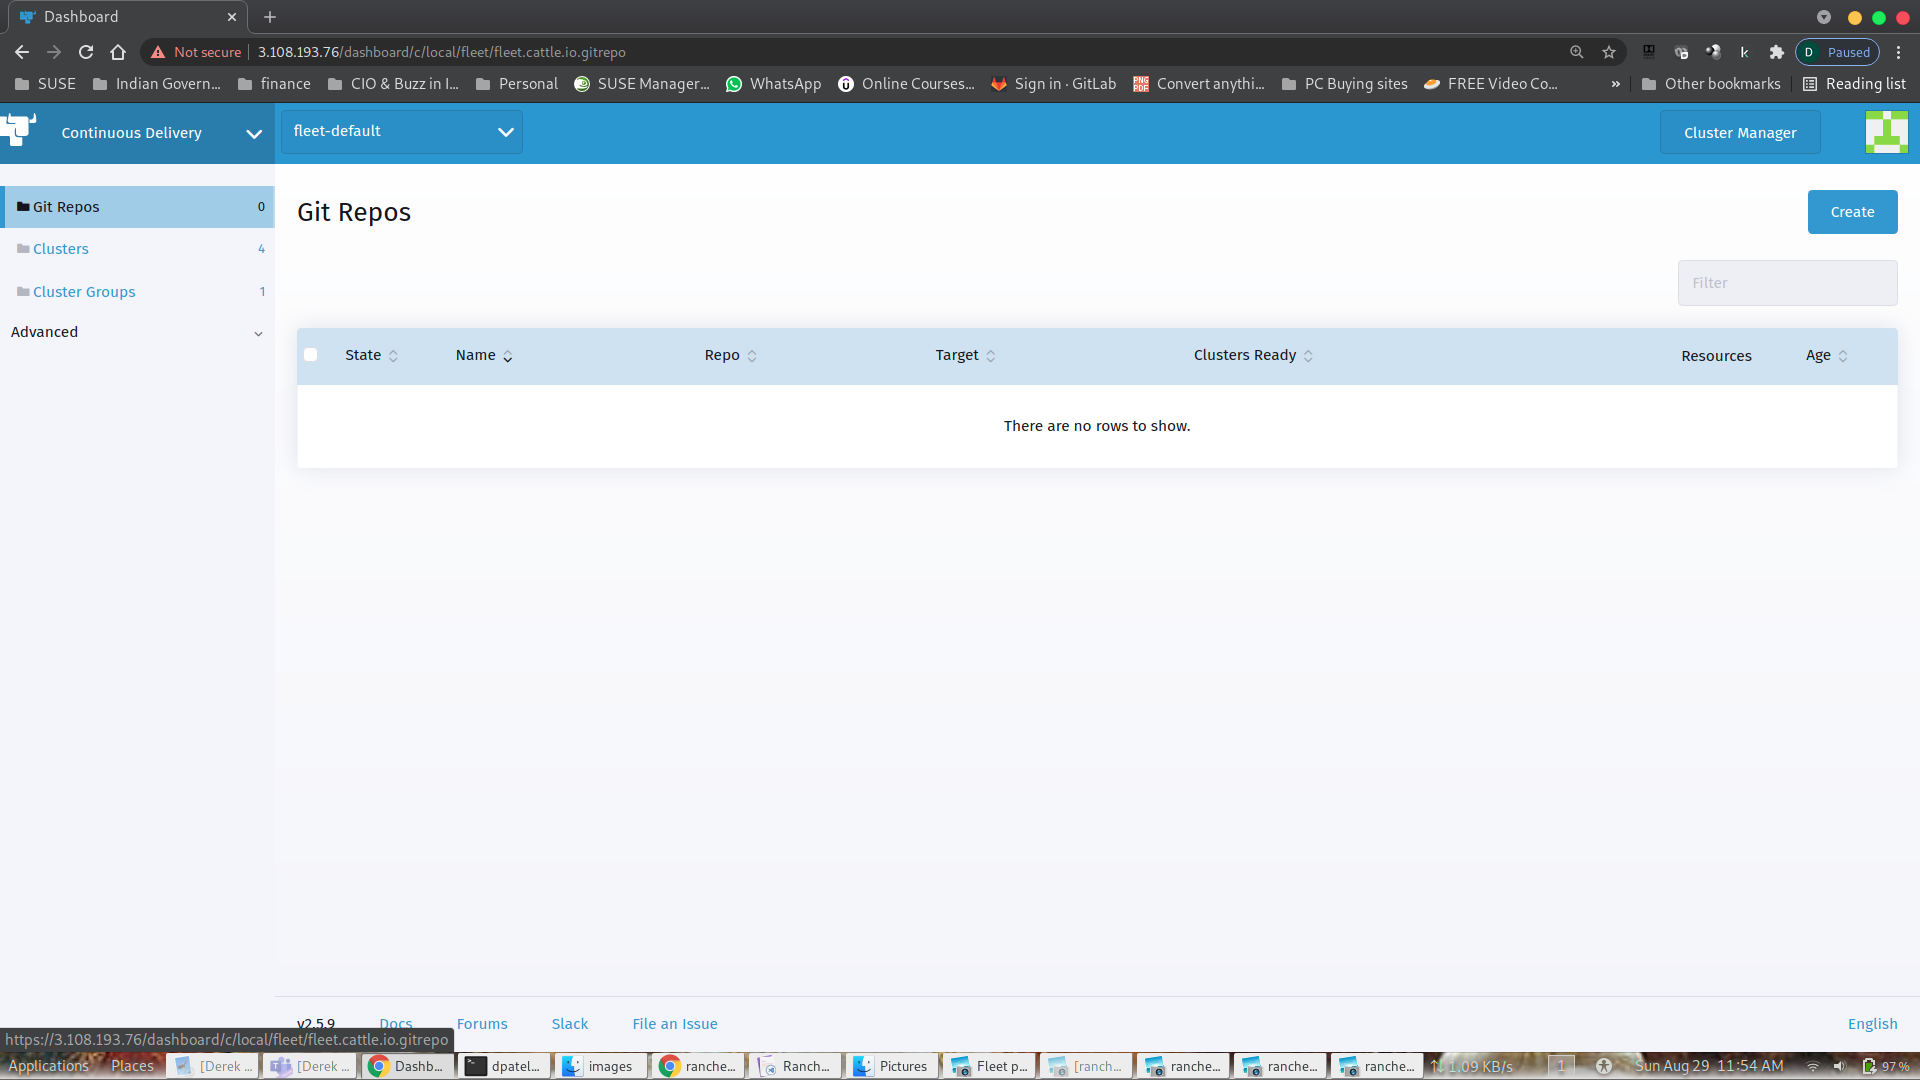 Dashboard
Not secure | 3.108.193.76/dashboard/c/local/fleet/fleet.cattle.io.gitrepo
D Paused
SUSE Indian Govern... finance CIO & Buzz in I... Personal SUSE Manager... WhatsApp Online Courses... Sign in · GitLab Convert anythi... PC Buying sites FREE Video Co... » Other bookmarks Reading list
Continuous Delivery fleet-default Cluster Manager
Git Repos 0
Clusters 4
Cluster Groups 1
Advanced
Git Repos Create
Filter
State Name Repo Target Clusters Ready Resources Age
There are no rows to show.
v2.5.9 Docs Forums Slack File an Issue English
https://3.108.193.76/dashboard/c/local/fleet/fleet.cattle.io.gitrepo
Applications Places [Derek ... [Derek ... Dashb... dpatel... images ranche... Ranch... Pictures Fleet p... [ranch... ranche... ranche... ranche... 1.09 KB/s 1 Sun Aug 29 11:54 AM 97%